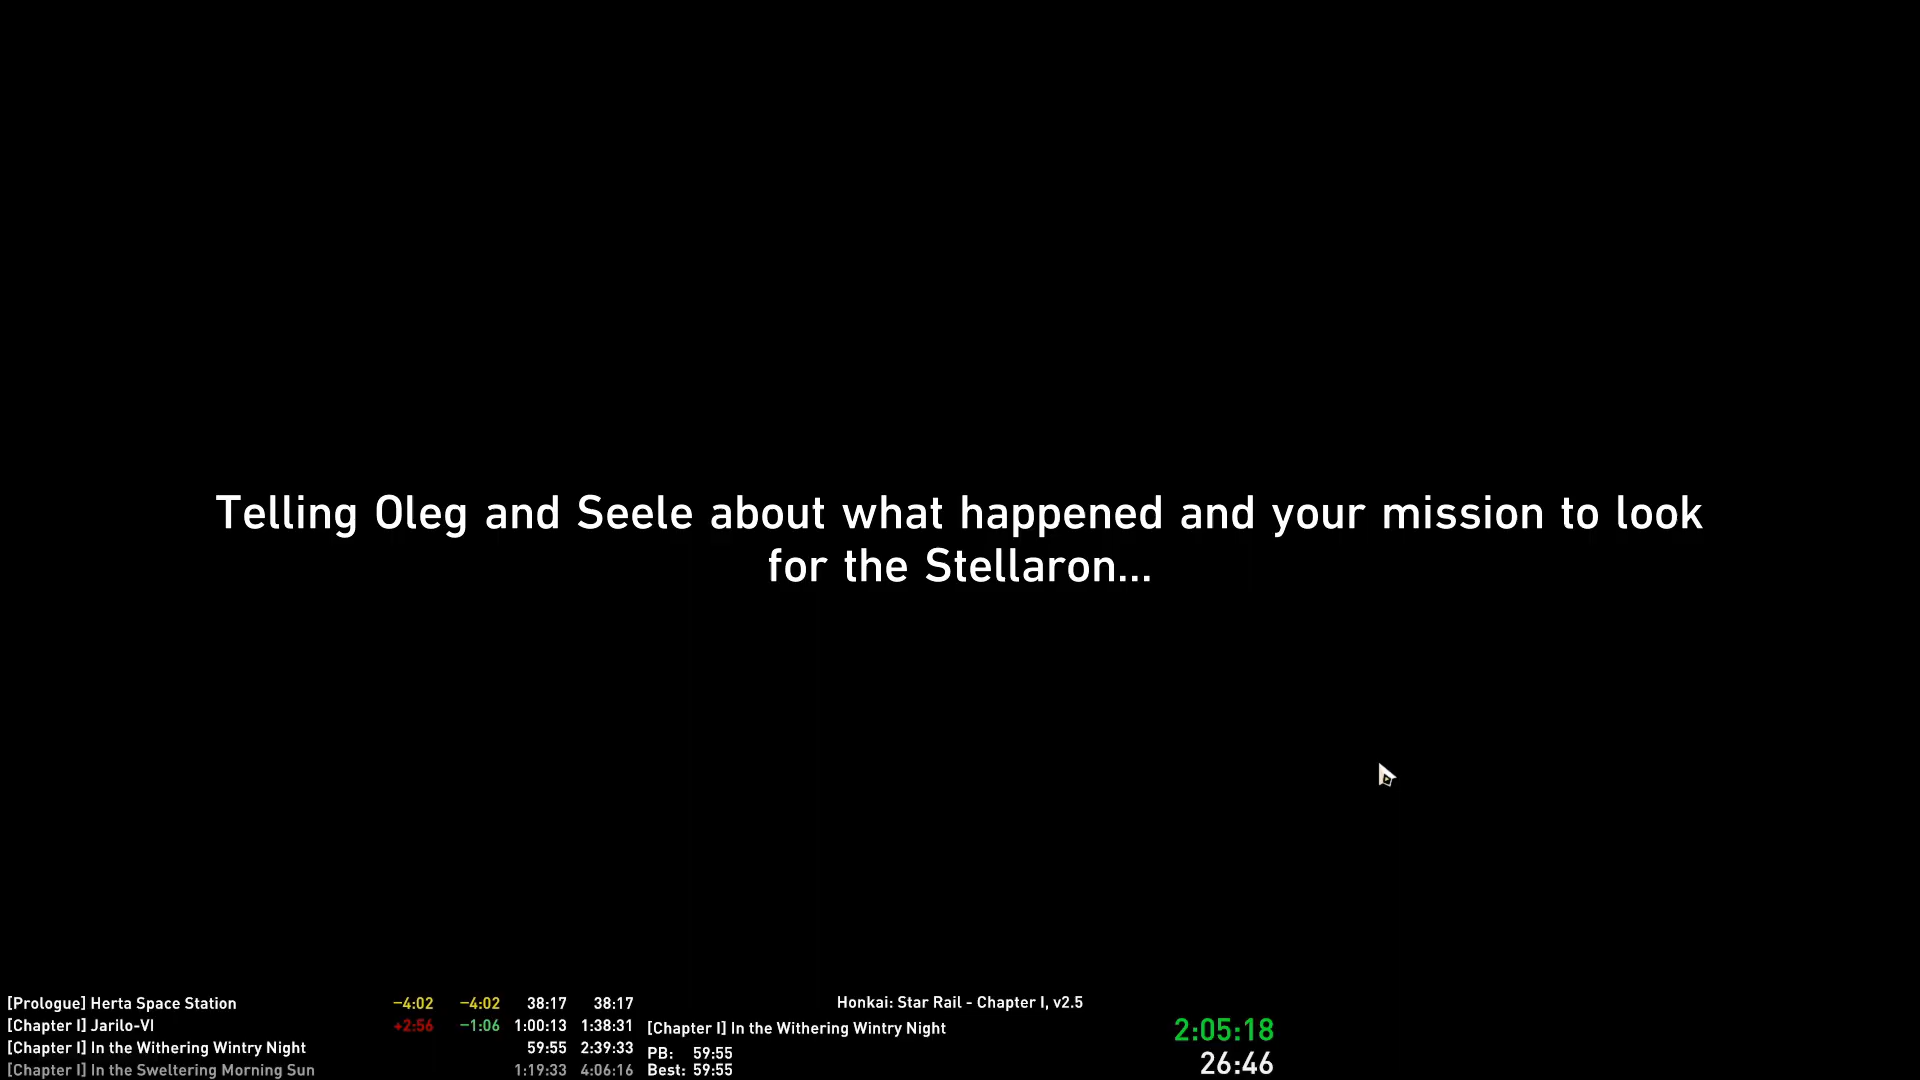 Telling Oleg and Seele about what happened and your mission to look
for the Stellaron...
[Prologue] Herta Space Station −4:02 −4:02 38:17 38:17
[Chapter I] Jarilo-VI +2:56 −1:06 1:00:13 1:38:31
[Chapter I] In the Withering Wintry Night 59:55 2:39:33
[Chapter I] In the Sweltering Morning Sun 1:19:33 4:06:16
Honkai: Star Rail - Chapter I, v2.5
[Chapter I] In the Withering Wintry Night
PB: 59:55
Best: 59:55
2:05:18
26:46